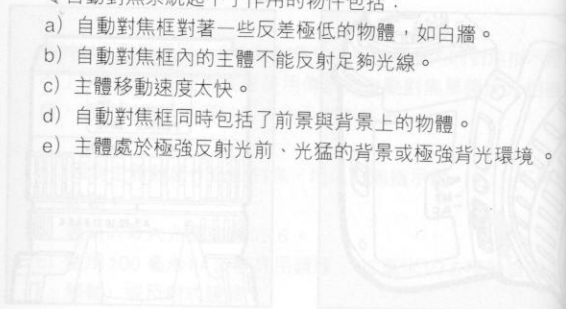 令自動對焦系統起不了作用的物件包括：
a) 自動對焦框對著一些反差極低的物體，如白牆。
b) 自動對焦框內的主體不能反射足夠光線。
c) 主體移動速度太快。
d) 自動對焦框同時包括了前景與背景上的物體。
e) 主體處於極強反射光前、光猛的背景或極強背光環境。